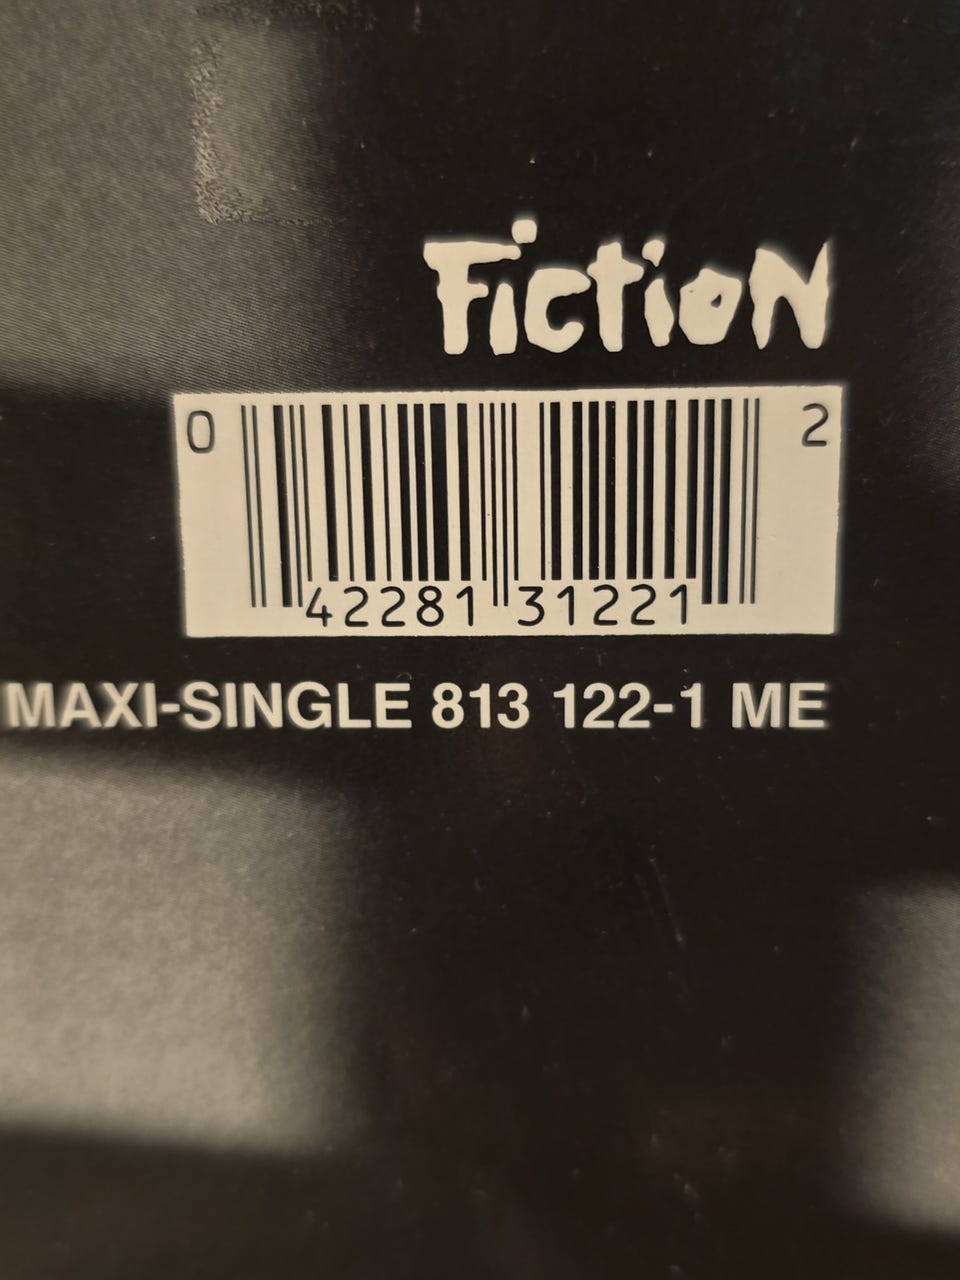 Fiction
0 42281 31221 2
MAXI-SINGLE 813 122-1 ME